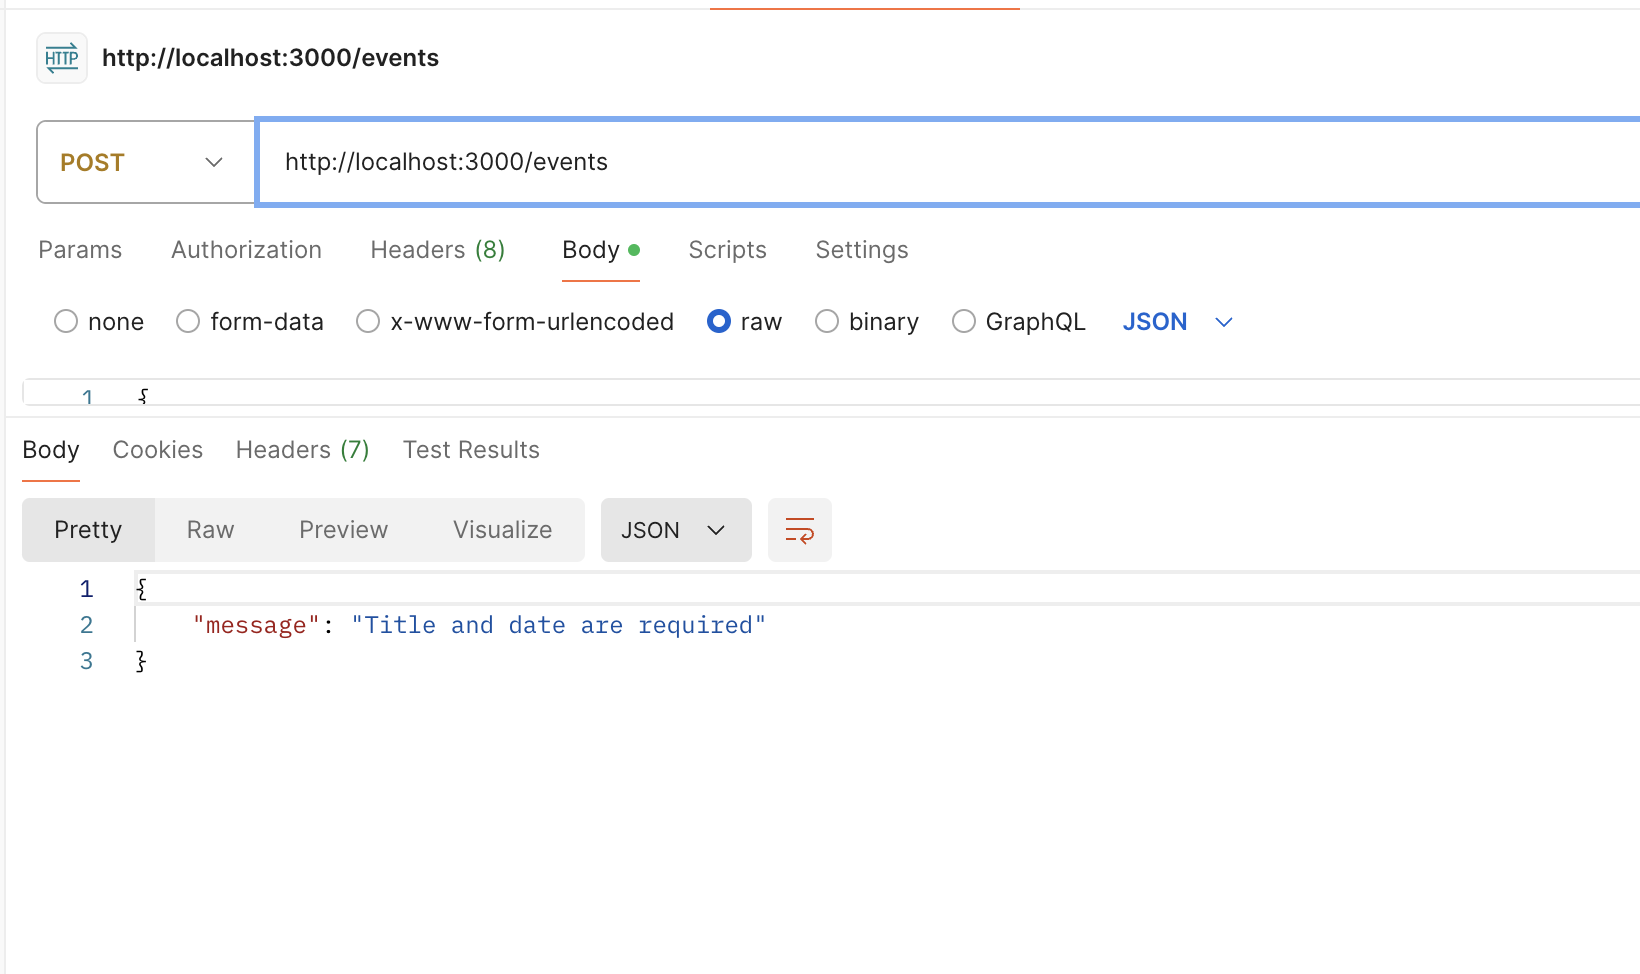 HTTP http://localhost:3000/events
POST http://localhost:3000/events
Params Authorization Headers (8) Body Scripts Settings
none form-data x-www-form-urlencoded raw binary GraphQL JSON
1 {
Body Cookies Headers (7) Test Results
Pretty Raw Preview Visualize JSON
1 {
2 "message": "Title and date are required"
3 }